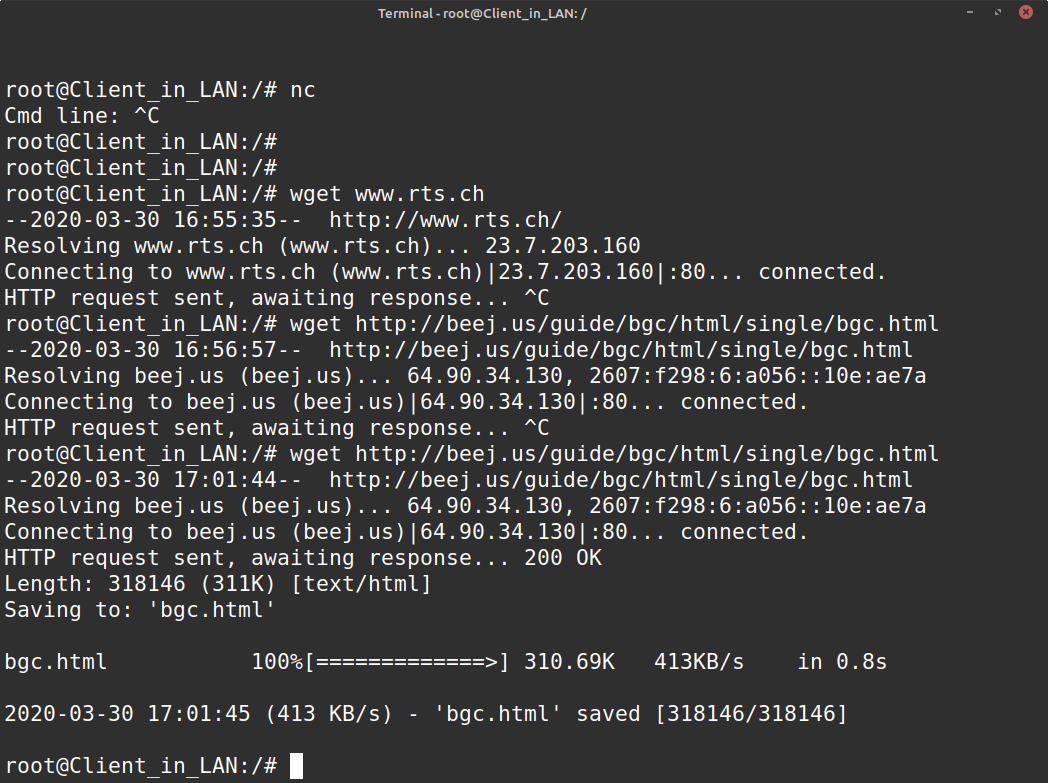 Terminal - root@Client_in_LAN: /
root@Client_in_LAN:/# nc
Cmd line: ^C
root@Client_in_LAN:/#
root@Client_in_LAN:/#
root@Client_in_LAN:/# wget www.rts.ch
--2020-03-30 16:55:35--  http://www.rts.ch/
Resolving www.rts.ch (www.rts.ch)... 23.7.203.160
Connecting to www.rts.ch (www.rts.ch)|23.7.203.160|:80... connected.
HTTP request sent, awaiting response... ^C
root@Client_in_LAN:/# wget http://beej.us/guide/bgc/html/single/bgc.html
--2020-03-30 16:56:57--  http://beej.us/guide/bgc/html/single/bgc.html
Resolving beej.us (beej.us)... 64.90.34.130, 2607:f298:6:a056::10e:ae7a
Connecting to beej.us (beej.us)|64.90.34.130|:80... connected.
HTTP request sent, awaiting response... ^C
root@Client_in_LAN:/# wget http://beej.us/guide/bgc/html/single/bgc.html
--2020-03-30 17:01:44--  http://beej.us/guide/bgc/html/single/bgc.html
Resolving beej.us (beej.us)... 64.90.34.130, 2607:f298:6:a056::10e:ae7a
Connecting to beej.us (beej.us)|64.90.34.130|:80... connected.
HTTP request sent, awaiting response... 200 OK
Length: 318146 (311K) [text/html]
Saving to: 'bgc.html'
bgc.html           100%[=============>] 310.69K   413KB/s    in 0.8s
2020-03-30 17:01:45 (413 KB/s) - 'bgc.html' saved [318146/318146]
root@Client_in_LAN:/#